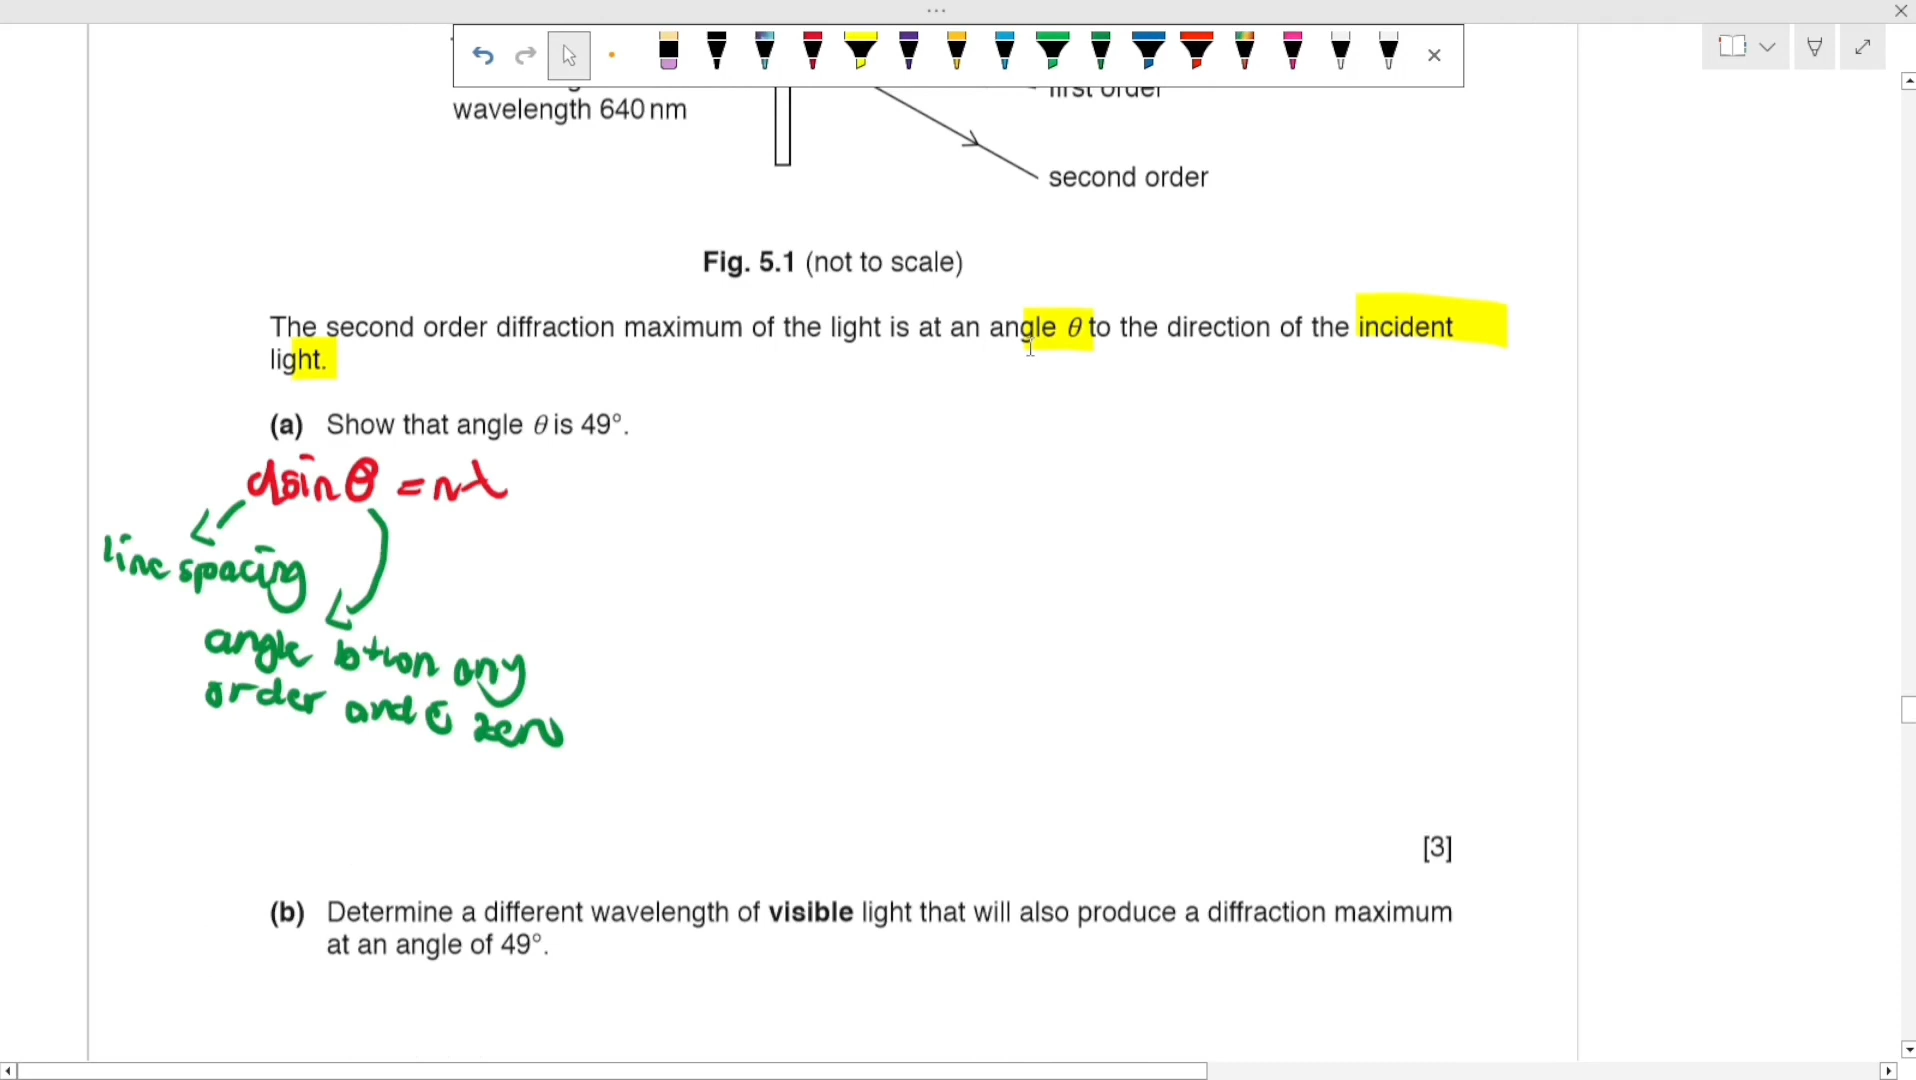 first order
wavelength 640 nm
second order
Fig. 5.1 (not to scale)
The second order diffraction maximum of the light is at an angle θ to the direction of the incident
light.
(a) Show that angle θ is 49°.
dsinθ = nλ
line spacing
angle btwn any
order and zero
[3]
(b) Determine a different wavelength of visible light that will also produce a diffraction maximum
at an angle of 49°.